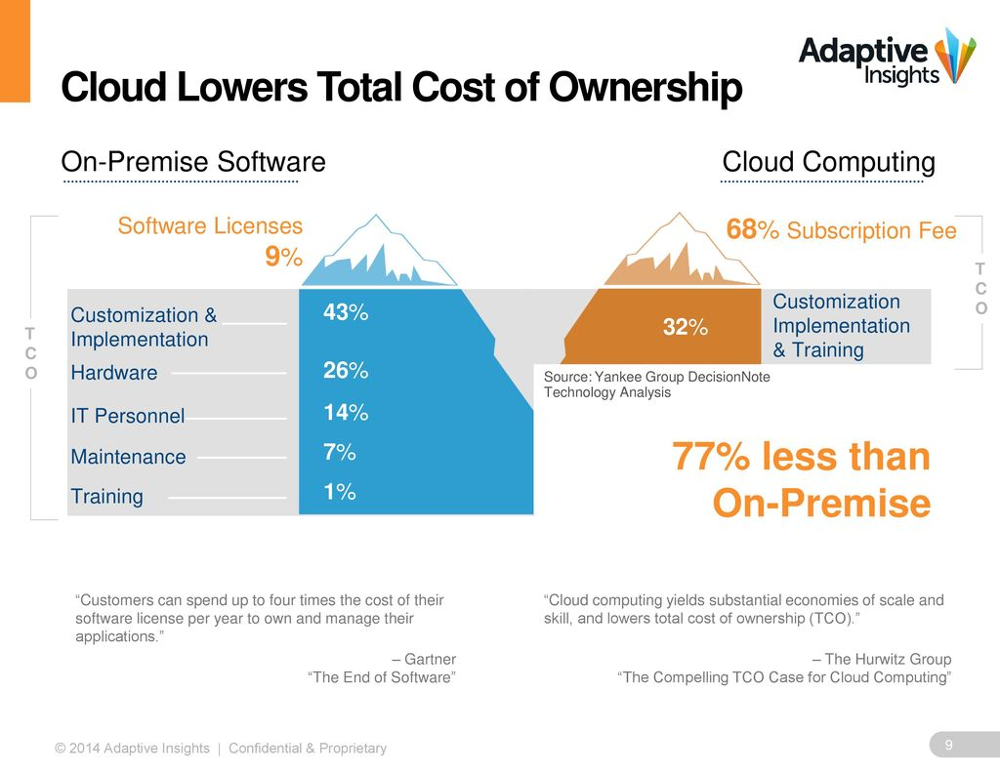 Adaptive
Insights
Cloud Lowers Total Cost of Ownership
On-Premise Software
Cloud Computing
Software Licenses
9%
68% Subscription Fee
T
C
O
Customization &
Implementation
43%
Hardware
26%
IT Personnel
14%
Maintenance
7%
Training
1%
32%
Customization
Implementation
& Training
T
C
O
Source: Yankee Group DecisionNote
Technology Analysis
77% less than
On-Premise
“Customers can spend up to four times the cost of their
software license per year to own and manage their
applications.”
– Gartner
“The End of Software”
“Cloud computing yields substantial economies of scale and
skill, and lowers total cost of ownership (TCO).”
– The Hurwitz Group
“The Compelling TCO Case for Cloud Computing”
© 2014 Adaptive Insights | Confidential & Proprietary
9